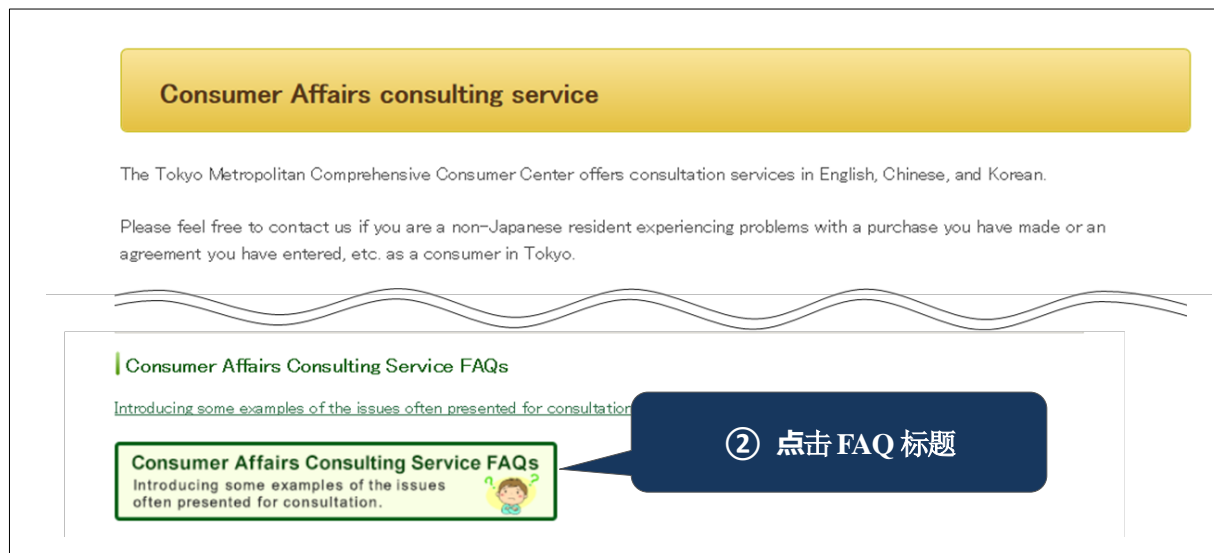 Consumer Affairs consulting service
The Tokyo Metropolitan Comprehensive Consumer Center offers consultation services in English, Chinese, and Korean.
Please feel free to contact us if you are a non-Japanese resident experiencing problems with a purchase you have made or an
agreement you have entered, etc. as a consumer in Tokyo.
Consumer Affairs Consulting Service FAQs
Introducing some examples of the issues often presented for consultation
② 点击 FAQ 标题
Consumer Affairs Consulting Service FAQs
Introducing some examples of the issues
often presented for consultation.